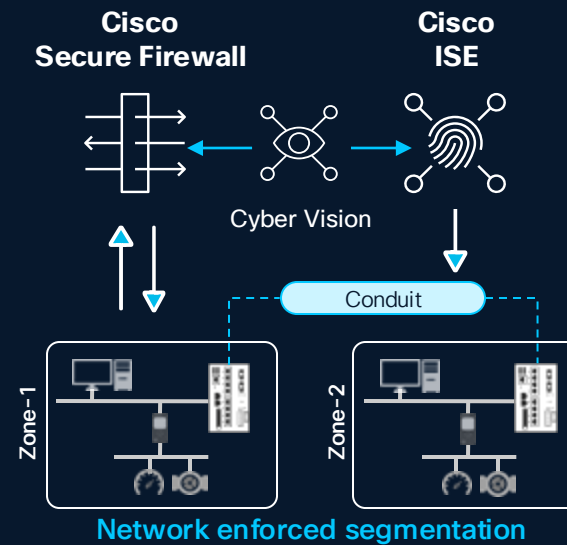 Cisco
Secure Firewall
Cisco
ISE
Cyber Vision
Conduit
Zone-1
Zone-2
Network enforced segmentation